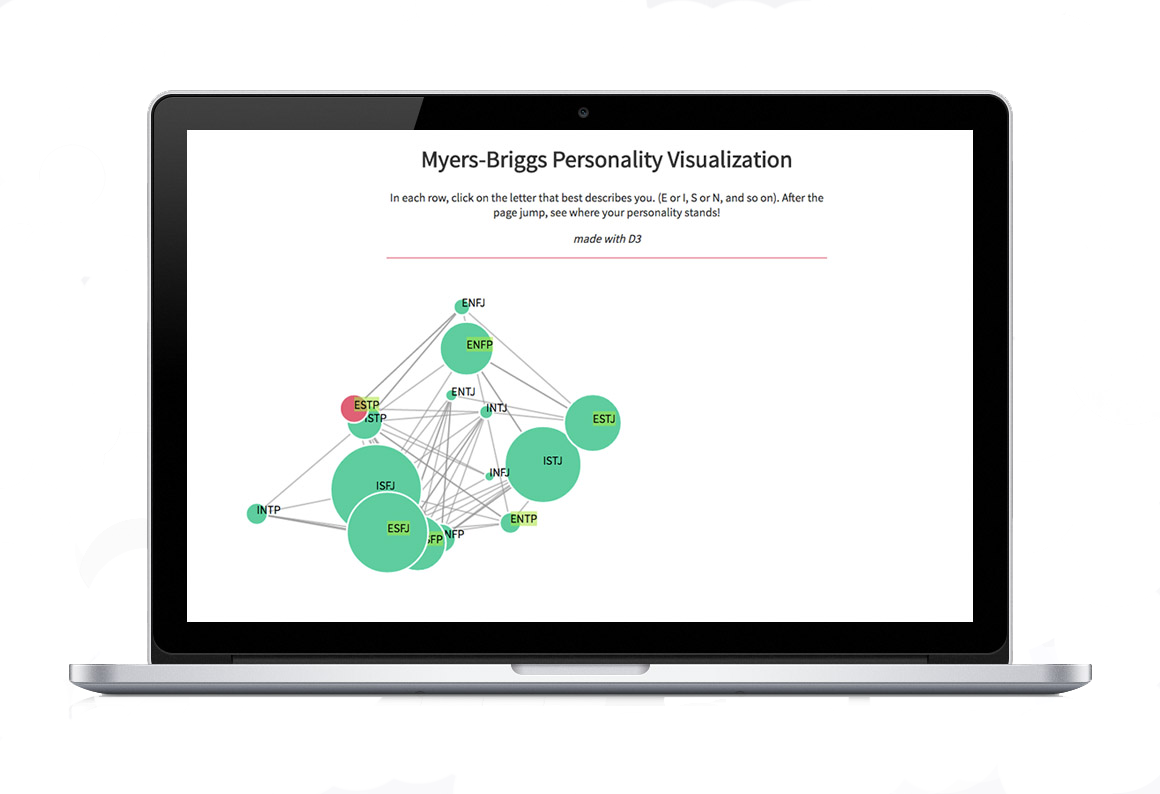 Myers-Briggs Personality Visualization
In each row, click on the letter that best describes you. (E or I, S or N, and so on). After the
page jump, see where your personality stands!
made with D3
ENFJ
ENFP
ENTJ
ESTP
INTJ
ISTP
ESTJ
ISTJ
INFJ
ISFJ
INTP
ENTP
ESFJ
SFP
NFP